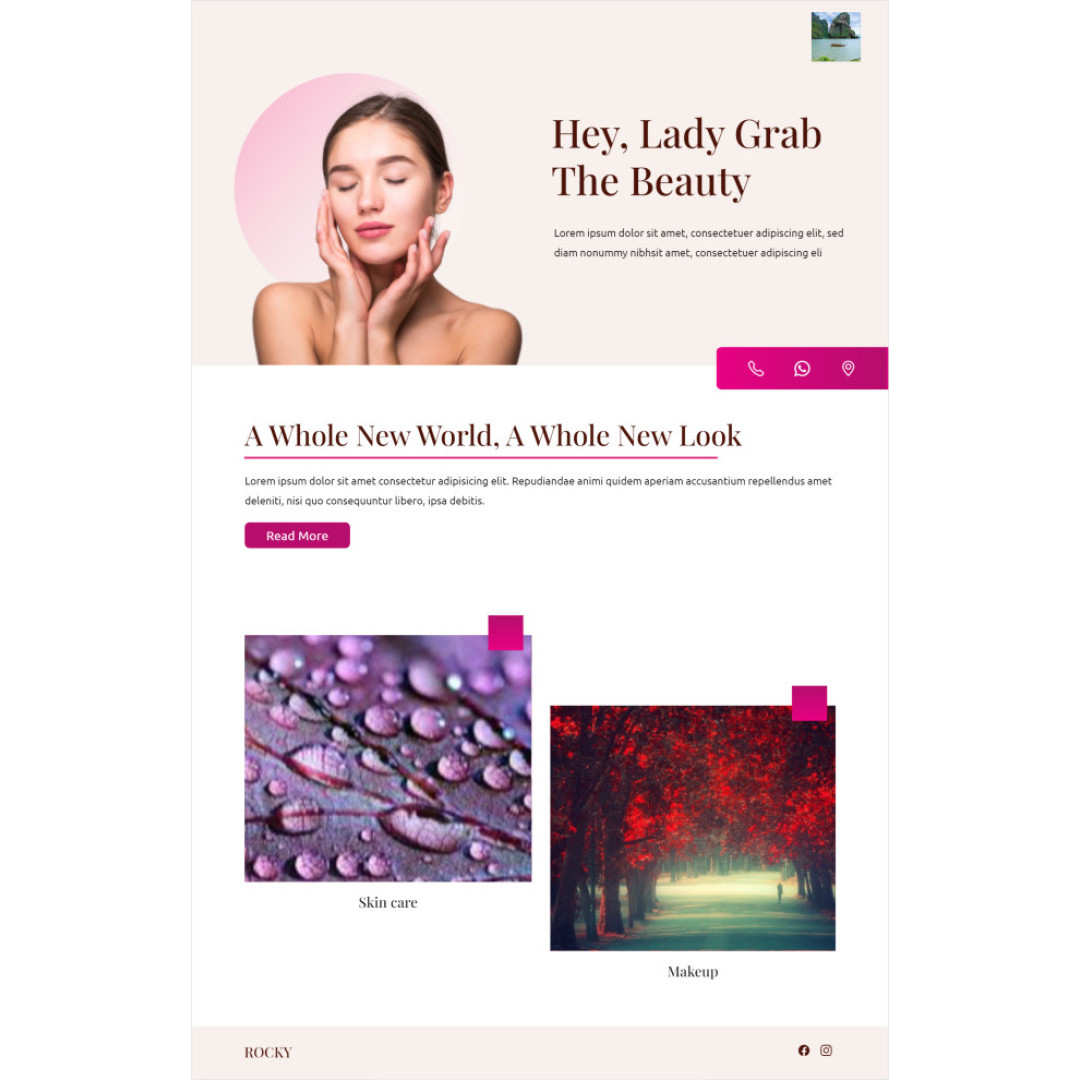 Hey, Lady Grab
The Beauty
Lorem ipsum dolor sit amet, consectetuer adipiscing elit, sed
diam nonummy nibhsit amet, consectetuer adipiscing eli
A Whole New World, A Whole New Look
Lorem ipsum dolor sit amet consectetur adipisicing elit. Repudiandae animi quidem aperiam accusantium repellendus amet
deleniti, nisi quo consequuntur libero, ipsa debitis.
Read More
Skin care
Makeup
ROCKY